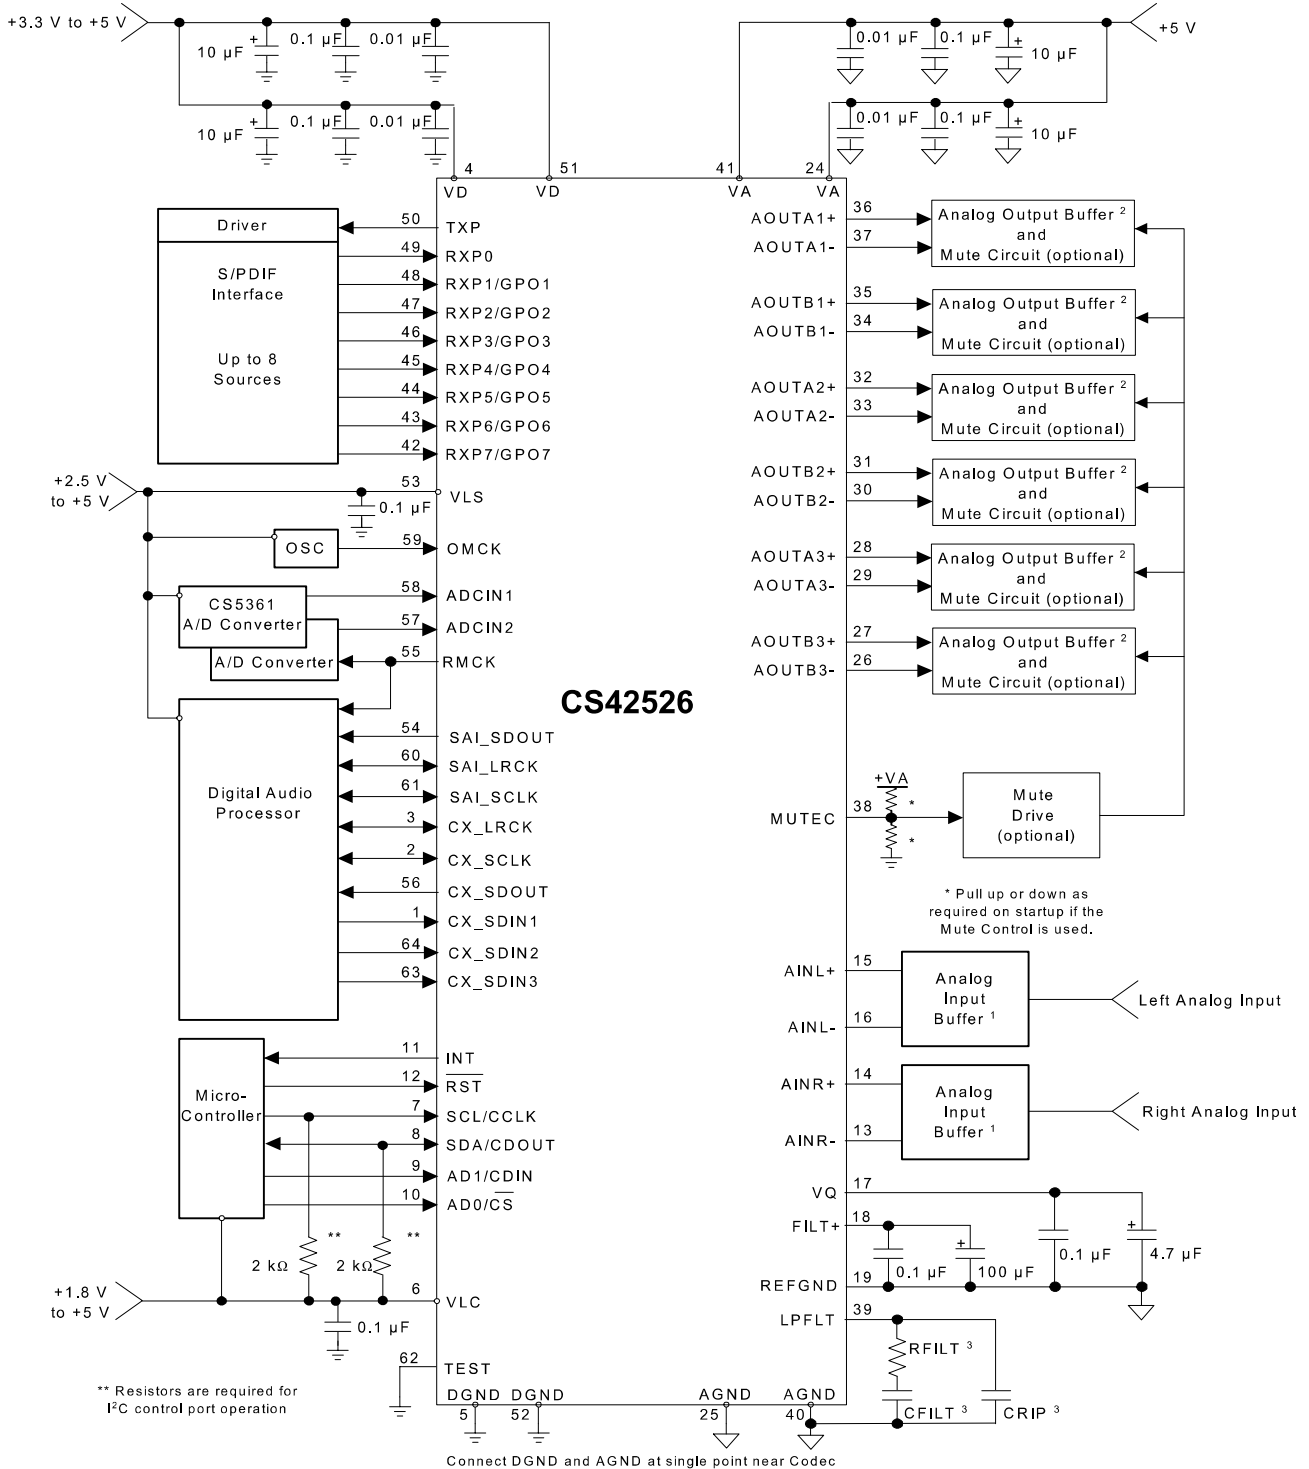 +3.3 V to +5 V
10 µF
+
0.1 µF
0.01 µF
10 µF
+
0.1 µF
0.01 µF
4
51
VD
VD
0.01 µF
0.1 µF
+
10 µF
+5 V
0.01 µF
0.1 µF
+
10 µF
41
24
VA
VA
Driver
S/PDIF
Interface
Up to 8
Sources
50
TXP
49
RXP0
48
RXP1/GPO1
47
RXP2/GPO2
46
RXP3/GPO3
45
RXP4/GPO4
44
RXP5/GPO5
43
RXP6/GPO6
42
RXP7/GPO7
+2.5 V
to +5 V
53
VLS
0.1 µF
OSC
59
OMCK
CS5361
A/D Converter
58
ADCIN1
57
ADCIN2
A/D Converter
55
RMCK
Digital Audio
Processor
54
SAI_SDOUT
60
SAI_LRCK
61
SAI_SCLK
3
CX_LRCK
2
CX_SCLK
56
CX_SDOUT
1
CX_SDIN1
64
CX_SDIN2
63
CX_SDIN3
Micro-
Controller
11
INT
12
RST
7
SCL/CCLK
8
SDA/CDOUT
9
AD1/CDIN
10
AD0/CS
**
2 kΩ
**
2 kΩ
+1.8 V
to +5 V
6
VLC
0.1 µF
62
TEST
** Resistors are required for
I²C control port operation
CS42526
AOUTA1+
36
AOUTA1-
37
Analog Output Buffer ²
and
Mute Circuit (optional)
AOUTB1+
35
AOUTB1-
34
Analog Output Buffer ²
and
Mute Circuit (optional)
AOUTA2+
32
AOUTA2-
33
Analog Output Buffer ²
and
Mute Circuit (optional)
AOUTB2+
31
AOUTB2-
30
Analog Output Buffer ²
and
Mute Circuit (optional)
AOUTA3+
28
AOUTA3-
29
Analog Output Buffer ²
and
Mute Circuit (optional)
AOUTB3+
27
AOUTB3-
26
Analog Output Buffer ²
and
Mute Circuit (optional)
+VA
*
*
MUTEC
38
Mute
Drive
(optional)
* Pull up or down as
required on startup if the
Mute Control is used.
AINL+
15
AINL-
16
Analog
Input
Buffer ¹
Left Analog Input
AINR+
14
AINR-
13
Analog
Input
Buffer ¹
Right Analog Input
VQ
17
FILT+
18
0.1 µF
+
100 µF
0.1 µF
+
4.7 µF
REFGND
19
LPFLT
39
RFILT ³
CFILT ³
CRIP ³
DGND
DGND
AGND
AGND
5
52
25
40
Connect DGND and AGND at single point near Codec